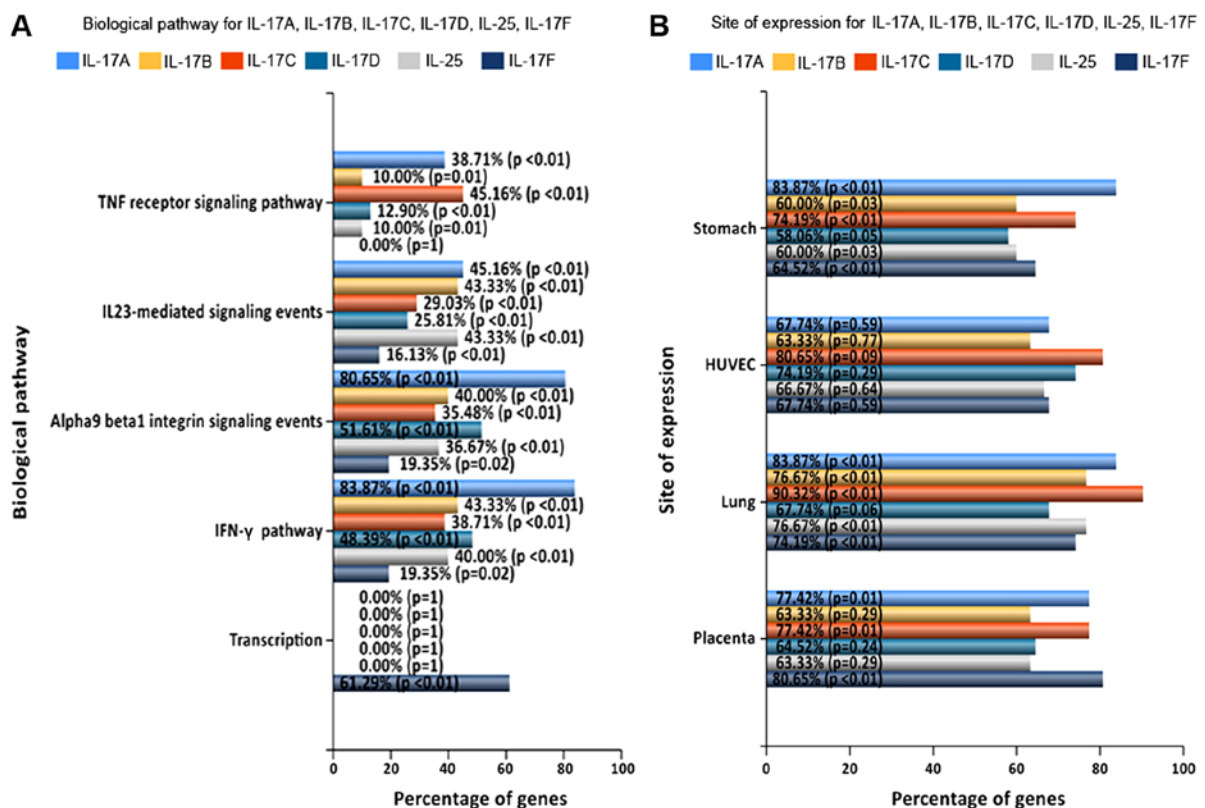 A
Biological pathway for IL-17A, IL-17B, IL-17C, IL-17D, IL-25, IL-17F
IL-17A IL-17B IL-17C IL-17D IL-25 IL-17F
Biological pathway
TNF receptor signaling pathway
38.71% (p <0.01)
10.00% (p=0.01)
45.16% (p <0.01)
12.90% (p <0.01)
10.00% (p=0.01)
0.00% (p=1)
IL23-mediated signaling events
45.16% (p <0.01)
43.33% (p <0.01)
29.03% (p <0.01)
25.81% (p <0.01)
43.33% (p <0.01)
16.13% (p <0.01)
Alpha9 beta1 integrin signaling events
80.65% (p <0.01)
40.00% (p <0.01)
35.48% (p <0.01)
51.61% (p <0.01)
36.67% (p <0.01)
19.35% (p=0.02)
IFN-γ pathway
83.87% (p <0.01)
43.33% (p <0.01)
38.71% (p <0.01)
48.39% (p <0.01)
40.00% (p <0.01)
19.35% (p=0.02)
Transcription
0.00% (p=1)
0.00% (p=1)
0.00% (p=1)
0.00% (p=1)
0.00% (p=1)
61.29% (p <0.01)
0 20 40 60 80 100
Percentage of genes
B
Site of expression for IL-17A, IL-17B, IL-17C, IL-17D, IL-25, IL-17F
IL-17A IL-17B IL-17C IL-17D IL-25 IL-17F
Site of expression
Stomach
83.87% (p <0.01)
60.00% (p=0.03)
74.19% (p <0.01)
58.06% (p=0.05)
60.00% (p=0.03)
64.52% (p <0.01)
HUVEC
67.74% (p=0.59)
63.33% (p=0.77)
80.65% (p=0.09)
74.19% (p=0.29)
66.67% (p=0.64)
67.74% (p=0.59)
Lung
83.87% (p <0.01)
76.67% (p <0.01)
90.32% (p <0.01)
67.74% (p=0.06)
76.67% (p <0.01)
74.19% (p <0.01)
Placenta
77.42% (p=0.01)
63.33% (p=0.29)
77.42% (p=0.01)
64.52% (p=0.24)
63.33% (p=0.29)
80.65% (p <0.01)
0 20 40 60 80 100
Percentage of genes